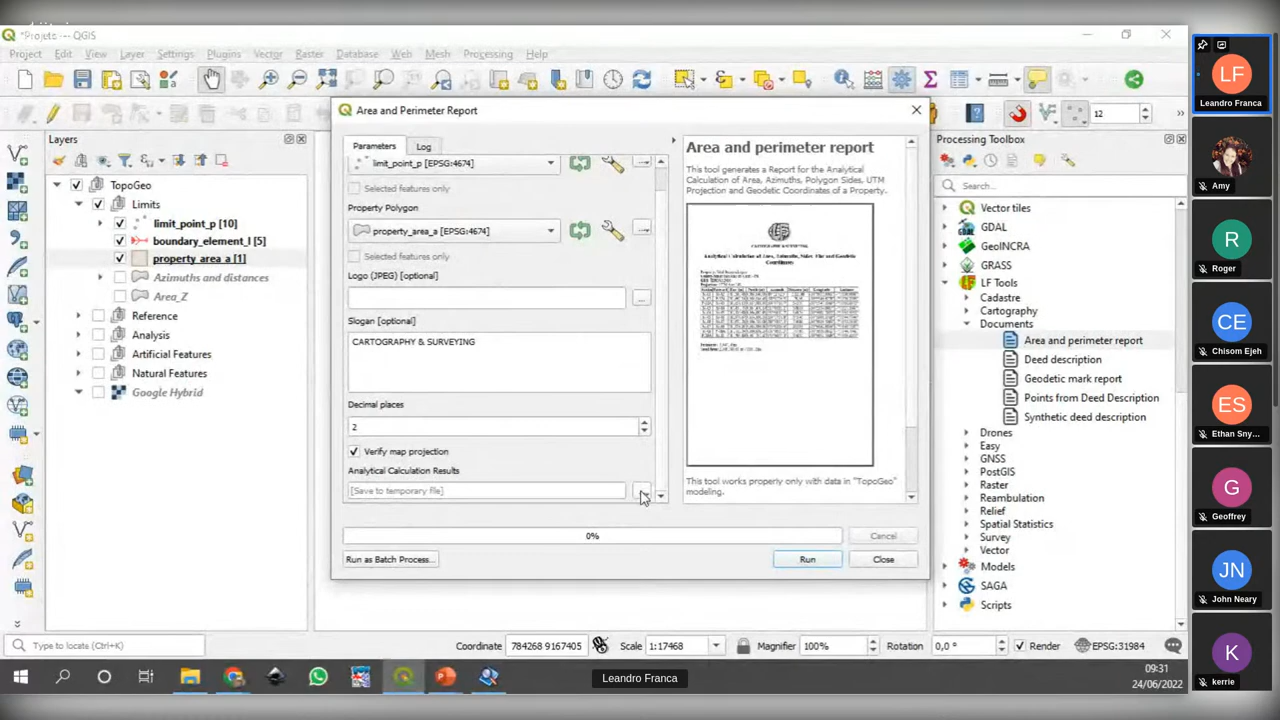 *Projeto — QGIS
Project Edit View Layer Settings Plugins Vector Raster Database Web Mesh Processing Help
12
Layers
TopoGeo
Limits
limit_point_p [10]
boundary_element_l [5]
property_area_a [1]
Azimuths and distances
Area_Z
Reference
Analysis
Artificial Features
Natural Features
Google Hybrid
Area and Perimeter Report
Parameters Log
limit_point_p [EPSG:4674]
Selected features only
Property Polygon
property_area_a [EPSG:4674]
Selected features only
Logo (JPEG) [optional]
Slogan [optional]
CARTOGRAPHY & SURVEYING
Decimal places
2
Verify map projection
Analytical Calculation Results
[Save to temporary file]
0%
Cancel
Run as Batch Process...
Run
Close
Area and perimeter report
This tool generates a Report for the Analytical
Calculation of Area, Azimuths, Polygon Sides, UTM
Projection and Geodetic Coordinates of a Property.
Analytical Calculation of Area, Azimuths, Sides, Flat and Geodetic
Coordinates
This tool works properly only with data in "TopoGeo"
modeling.
Processing Toolbox
Search...
Vector tiles
GDAL
GeoINCRA
GRASS
LF Tools
Cadastre
Cartography
Documents
Area and perimeter report
Deed description
Geodetic mark report
Points from Deed Description
Synthetic deed description
Drones
Easy
GNSS
PostGIS
Raster
Reambulation
Relief
Spatial Statistics
Survey
Vector
Models
SAGA
Scripts
Type to locate (Ctrl+K)
Coordinate 784268 9167405 Scale 1:17468 Magnifier 100% Rotation 0,0 ° Render EPSG:31984
09:31
24/06/2022
Leandro Franca
LF
Leandro Franca
Amy
R
Roger
CE
Chisom Ejeh
ES
Ethan Sny...
G
Geoffrey
JN
John Neary
K
kerrie